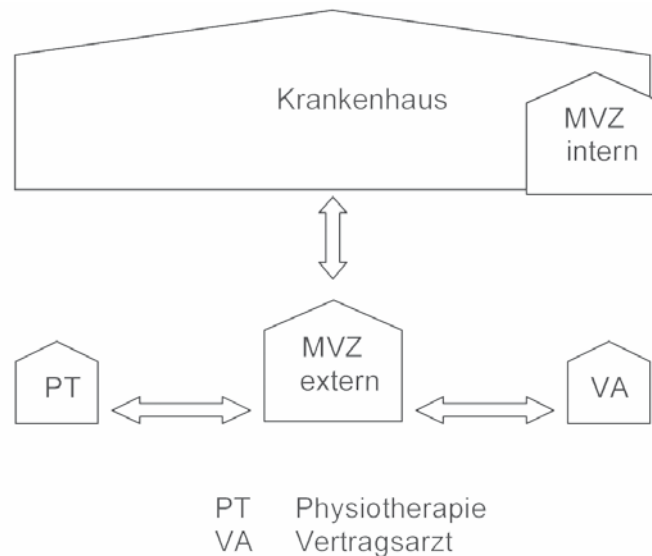 Krankenhaus
MVZ
intern
MVZ
extern
PT
VA
PT Physiotherapie
VA Vertragsarzt